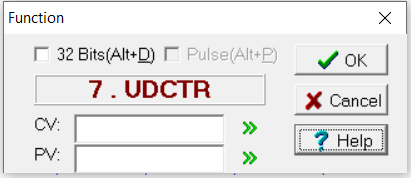 Function
32 Bits(Alt+D) Pulse(Alt+P)
OK
7 . UDCTR
Cancel
CV:
PV:
? Help